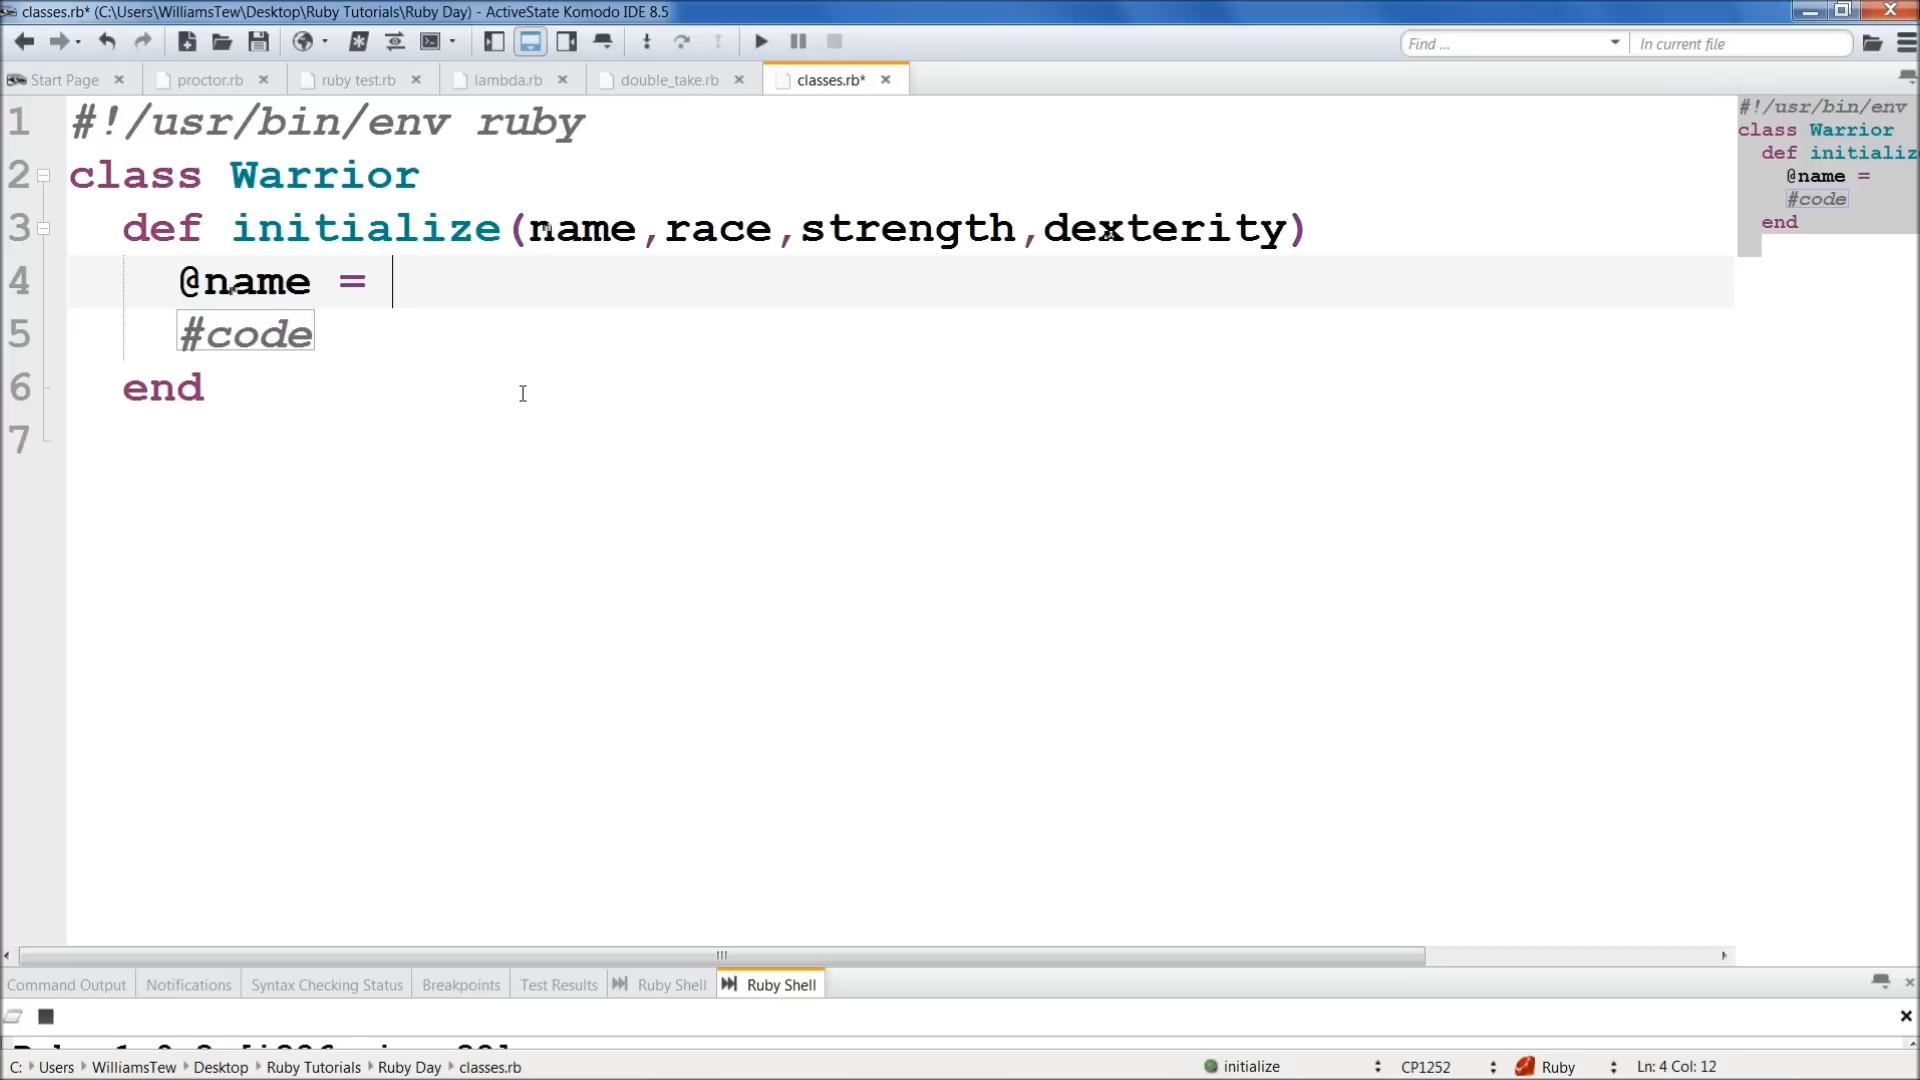 classes.rb* (C:\Users\WilliamsTew\Desktop\Ruby Tutorials\Ruby Day) - ActiveState Komodo IDE 8.5
Find ... In current file
Start Page proctor.rb ruby test.rb lambda.rb double_take.rb classes.rb*
1 #!/usr/bin/env ruby
2 class Warrior
3 def initialize(name,race,strength,dexterity)
4 @name =
5 #code
6 end
7
#!/usr/bin/env
class Warrior
def initializ
@name =
#code
end
Command Output Notifications Syntax Checking Status Breakpoints Test Results Ruby Shell Ruby Shell
C: Users WilliamsTew Desktop Ruby Tutorials Ruby Day classes.rb initialize CP1252 Ruby Ln: 4 Col: 12